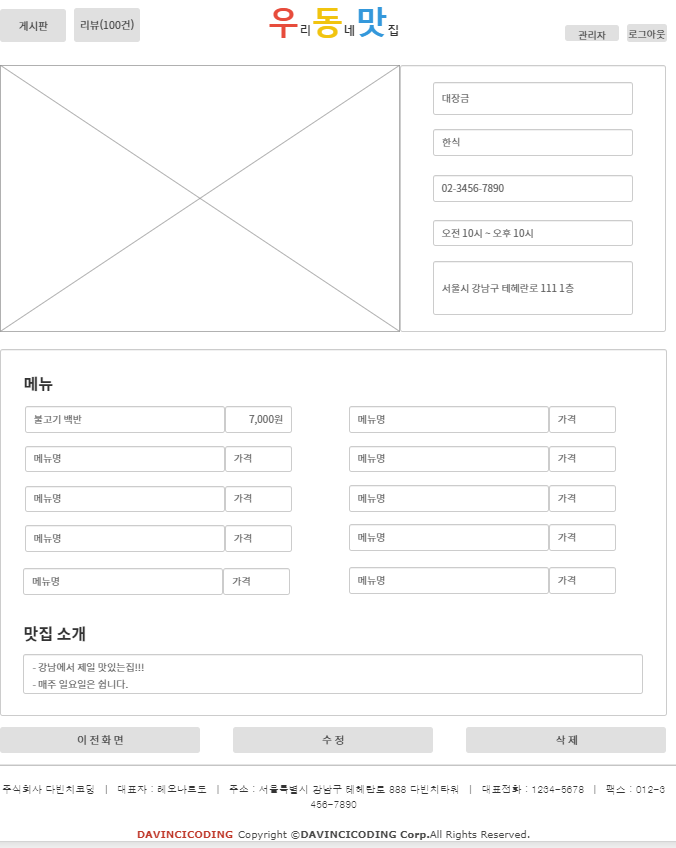 게시판 리뷰(100건) 우리동네맛집 관리자 로그아웃
대장금
한식
02-3456-7890
오전 10시 ~ 오후 10시
서울시 강남구 테헤란로 111 1층
메뉴
불고기 백반 7,000원 메뉴명 가격
메뉴명 가격 메뉴명 가격
메뉴명 가격 메뉴명 가격
메뉴명 가격 메뉴명 가격
메뉴명 가격 메뉴명 가격
맛집 소개
- 강남에서 제일 맛있는집!!!
- 매주 일요일은 쉽니다.
이전화면 수정 삭제
주식회사 다빈치코딩 | 대표자 : 레오나르도 | 주소 : 서울특별시 강남구 테헤란로 888 다빈치타워 | 대표전화 : 1234-5678 | 팩스 : 012-3
456-7890
DAVINCICODING Copyright ©DAVINCICODING Corp.All Rights Reserved.